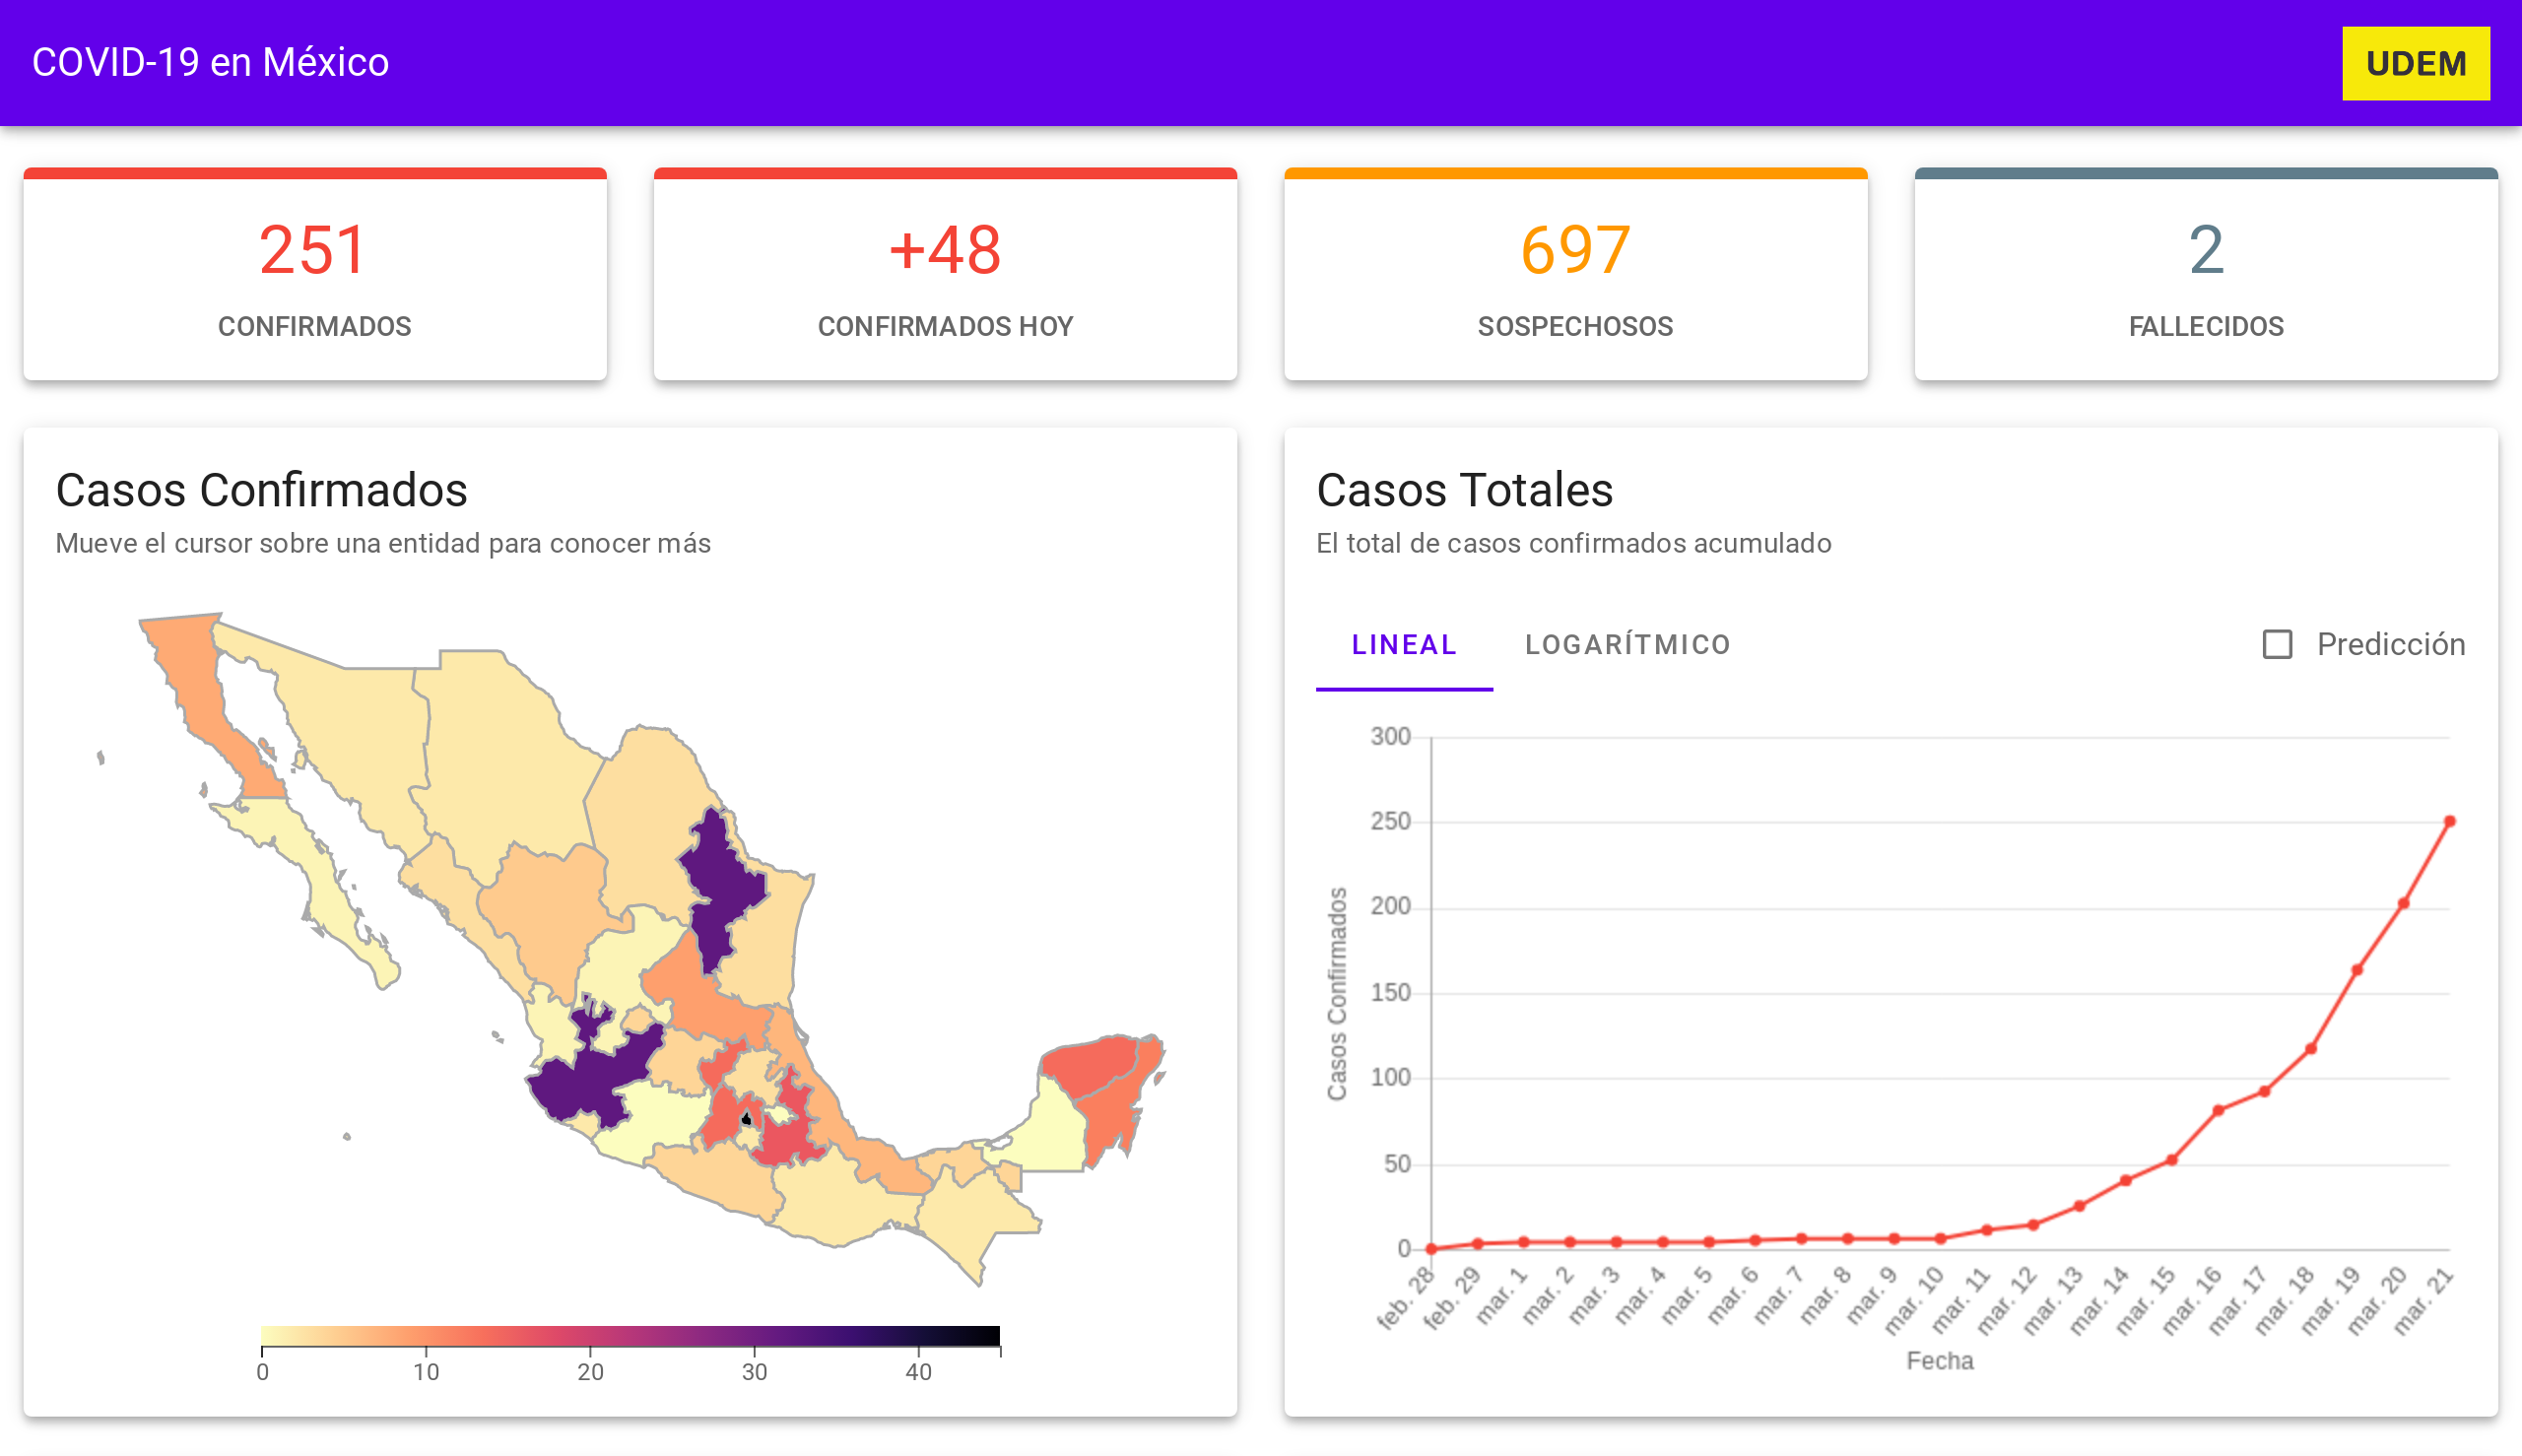 COVID-19 en México
UDEM
251
CONFIRMADOS
+48
CONFIRMADOS HOY
697
SOSPECHOSOS
2
FALLECIDOS
Casos Confirmados
Mueve el cursor sobre una entidad para conocer más
0 10 20 30 40
Casos Totales
El total de casos confirmados acumulado
LINEAL LOGARÍTMICO Predicción
300
250
200
150
100
50
0
Casos Confirmados
feb. 28 feb. 29 mar. 1 mar. 2 mar. 3 mar. 4 mar. 5 mar. 6 mar. 7 mar. 8 mar. 9 mar. 10 mar. 11 mar. 12 mar. 13 mar. 14 mar. 15 mar. 16 mar. 17 mar. 18 mar. 19 mar. 20 mar. 21
Fecha